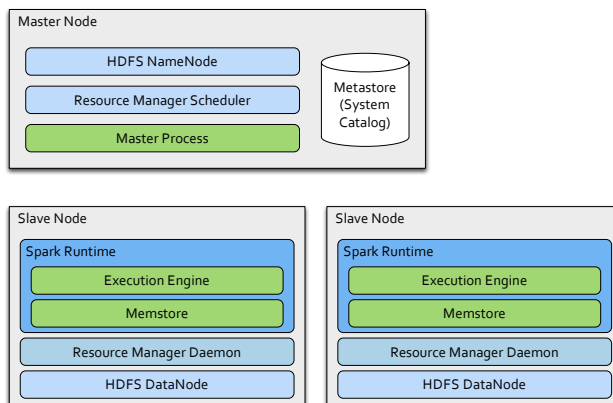 Master Node
HDFS NameNode
Resource Manager Scheduler
Master Process
Metastore
(System
Catalog)
Slave Node
Spark Runtime
Execution Engine
Memstore
Resource Manager Daemon
HDFS DataNode
Slave Node
Spark Runtime
Execution Engine
Memstore
Resource Manager Daemon
HDFS DataNode